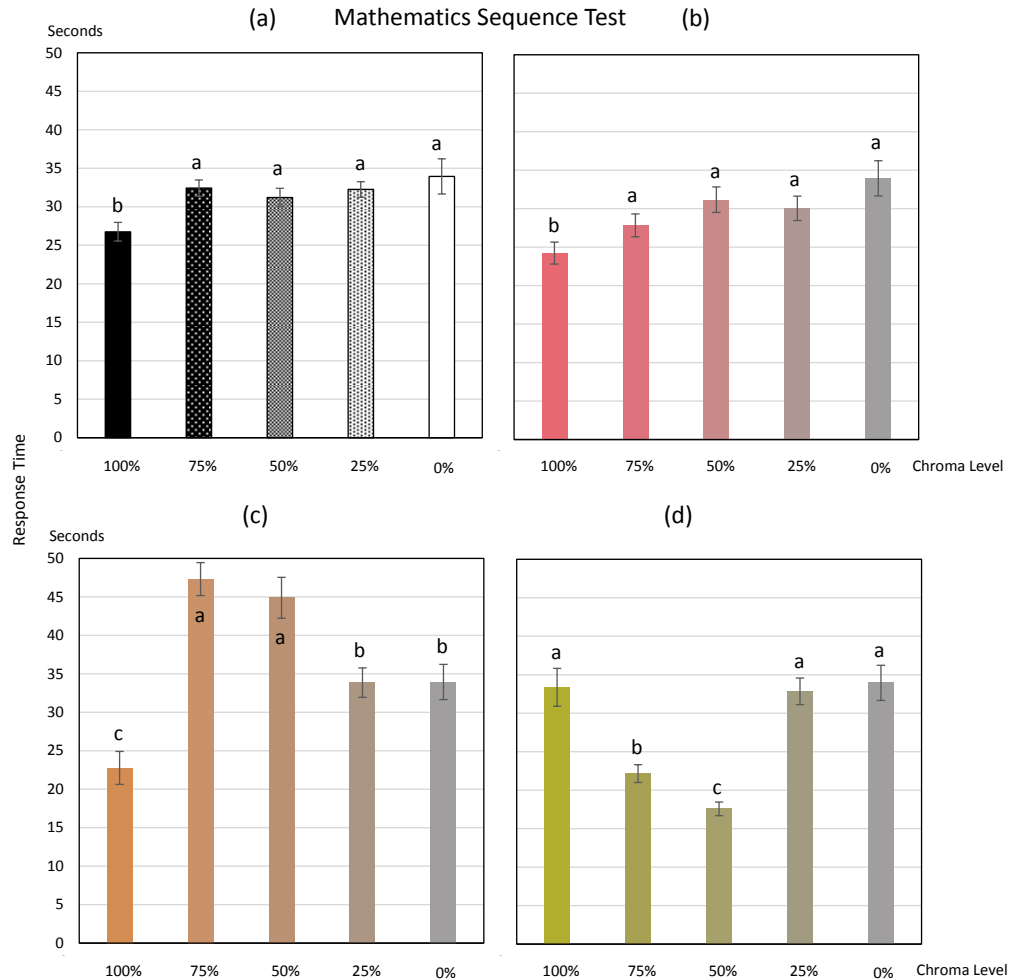 (a) Mathematics Sequence Test (b)
Seconds
50
45
40
35
30
25
20
15
10
5
0
b a a a a
b a a a a
100% 75% 50% 25% 0%
100% 75% 50% 25% 0% Chroma Level
Response Time
(c) (d)
Seconds
50
45
40
35
30
25
20
15
10
5
0
c a a b b
a b c a a
100% 75% 50% 25% 0%
100% 75% 50% 25% 0% Chroma Level